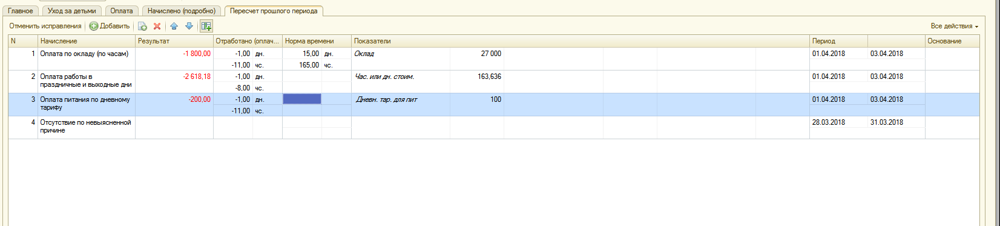 Главное Уход за детьми Оплата Начислено (подробно) Пересчет прошлого периода
Отменить исправления Добавить Все действия
N Начисление Результат Отработано (оплач... Норма времени Показатели Период Основание
1 Оплата по окладу (по часам) -1 800,00 -1,00 дн. 15,00 дн. Оклад 27 000 01.04.2018 03.04.2018
-11,00 чс. 165,00 чс.
2 Оплата работы в -2 618,18 -1,00 дн. Час. или дн. стоим. 163,636 01.04.2018 03.04.2018
праздничные и выходные дни -8,00 чс.
3 Оплата питания по дневному -200,00 -1,00 дн. Дневн. тар. для пит 100 01.04.2018 03.04.2018
тарифу -11,00 чс.
4 Отсутствие по невыясненной 28.03.2018 31.03.2018
причине